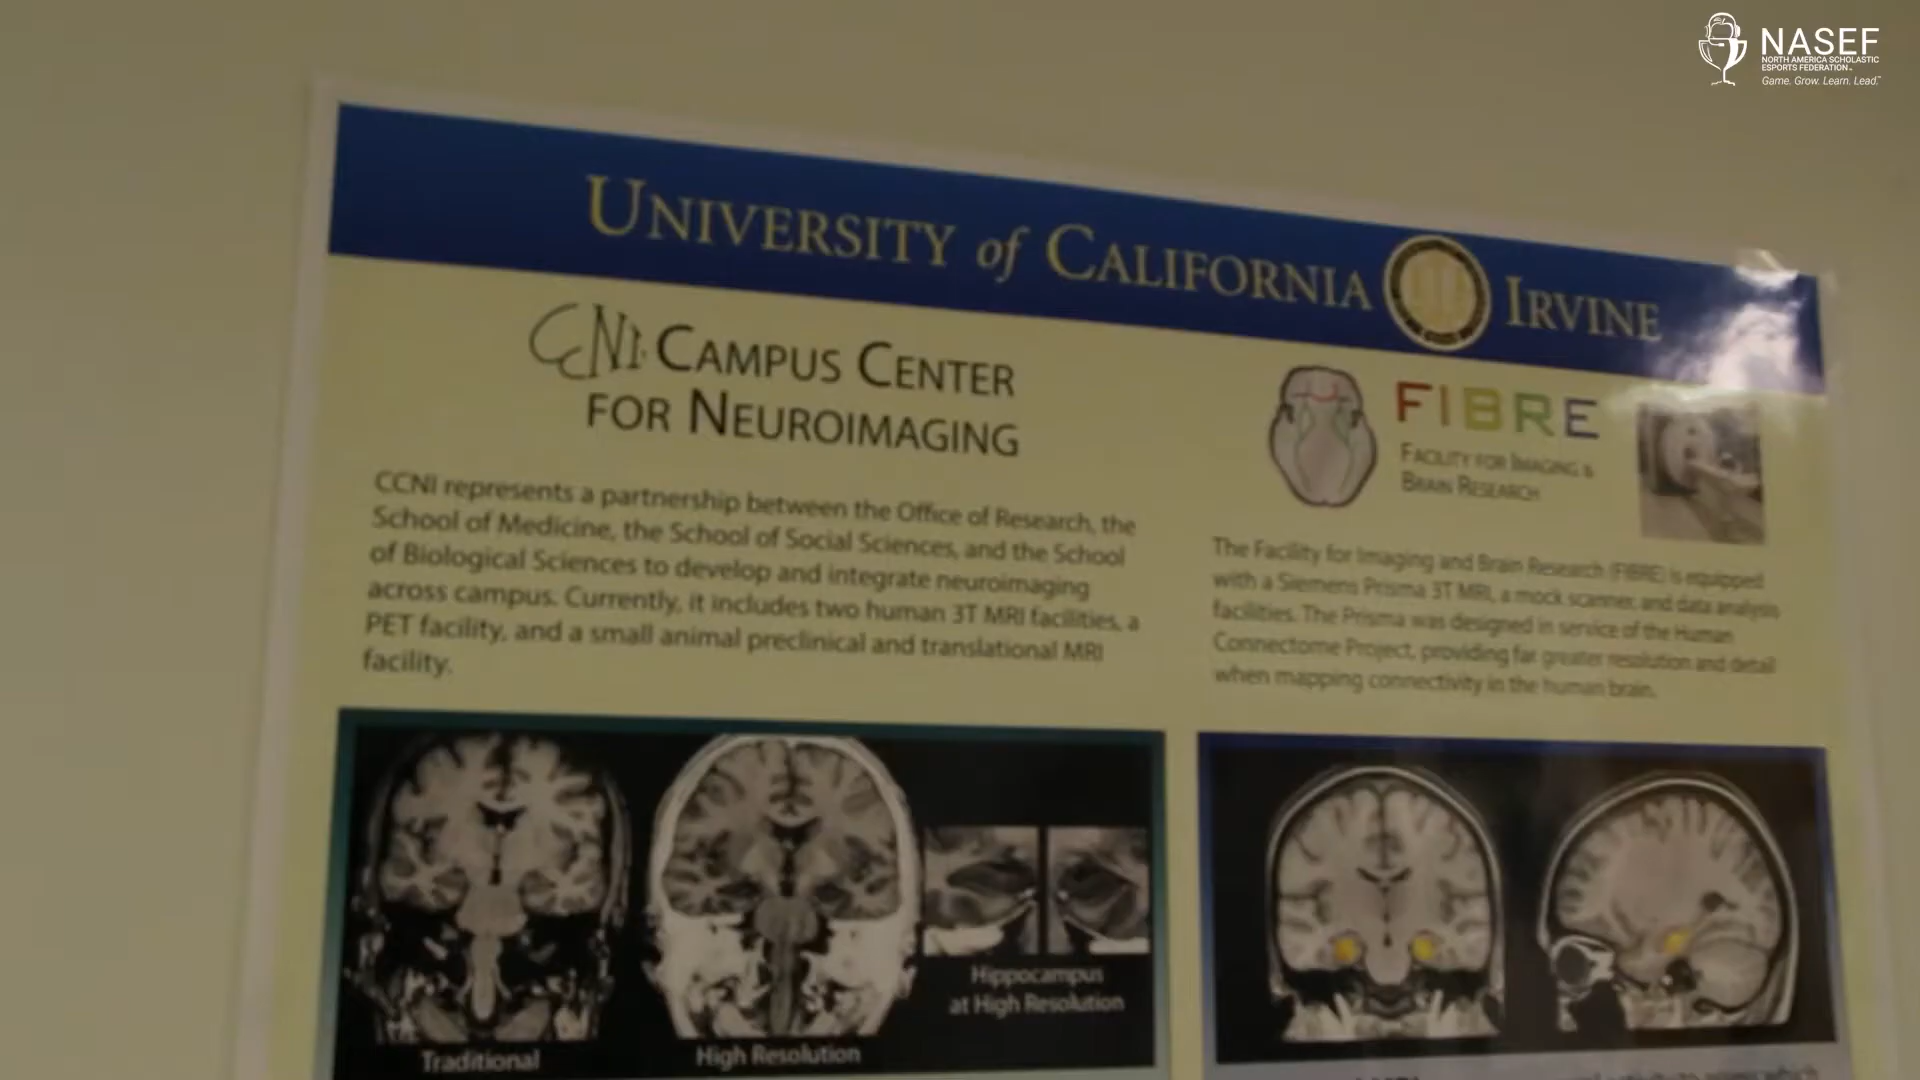 NASEF
NORTH AMERICA SCHOLASTIC
ESPORTS FEDERATION
Game. Grow. Learn. Lead.
UNIVERSITY of CALIFORNIA IRVINE
CCNI: CAMPUS CENTER
FOR NEUROIMAGING
CCNI represents a partnership between the Office of Research, the
School of Medicine, the School of Social Sciences, and the School
of Biological Sciences to develop and integrate neuroimaging
across campus. Currently, it includes two human 3T MRI facilities, a
PET facility, and a small animal preclinical and translational MRI
facility.
Traditional
High Resolution
Hippocampus
at High Resolution
FIBRE
FACILITY FOR IMAGING &
BRAIN RESEARCH
The Facility for Imaging and Brain Research (FIBRE) is equipped
with a Siemens Prisma 3T MRI, a mock scanner, and data analysis
facilities. The Prisma was designed in service of the Human
Connectome Project, providing far greater resolution and detail
when mapping connectivity in the human brain.